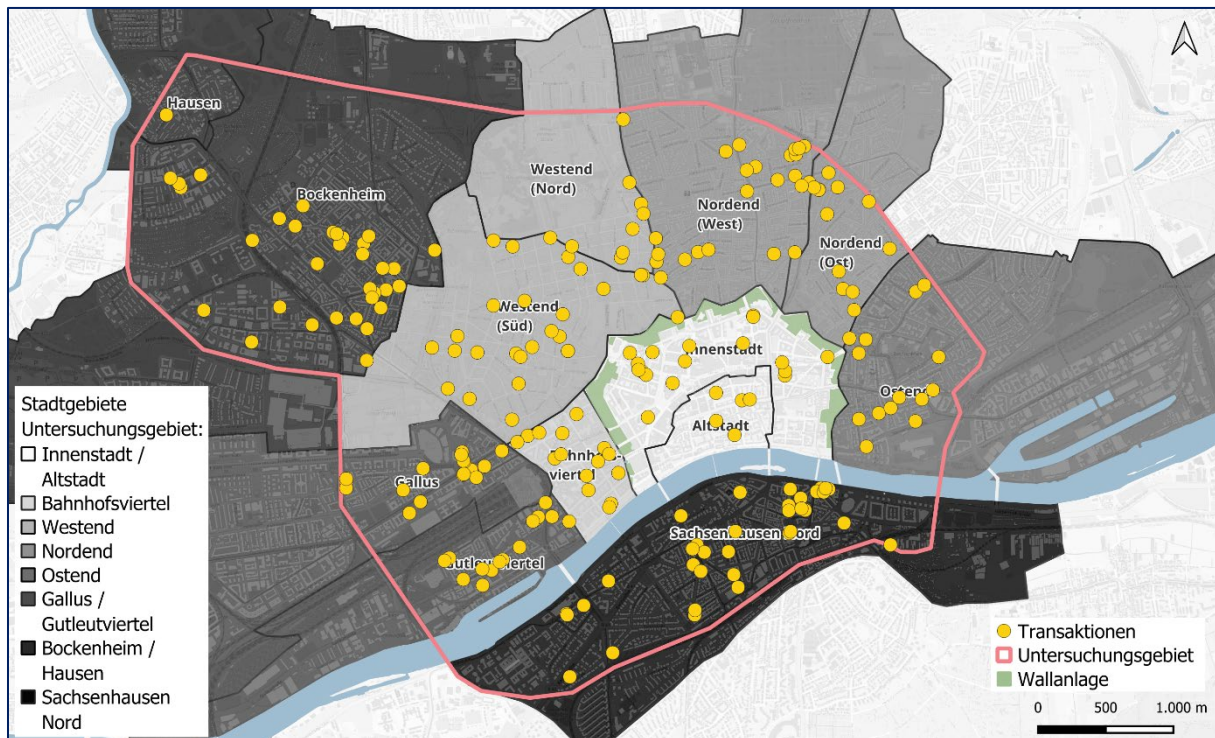 Hausen
Bockenheim
Westend
(Nord)
Nordend
(West)
Nordend
(Ost)
Westend
(Süd)
Innenstadt
Ostend
Altstadt
Bahnhofs-
viertel
Gallus
Sachsenhausen Nord
Gutleutviertel
Stadtgebiete
Untersuchungsgebiet:
Innenstadt /
Altstadt
Bahnhofsviertel
Westend
Nordend
Ostend
Gallus /
Gutleutviertel
Bockenheim /
Hausen
Sachsenhausen
Nord
Transaktionen
Untersuchungsgebiet
Wallanlage
0 500 1.000 m